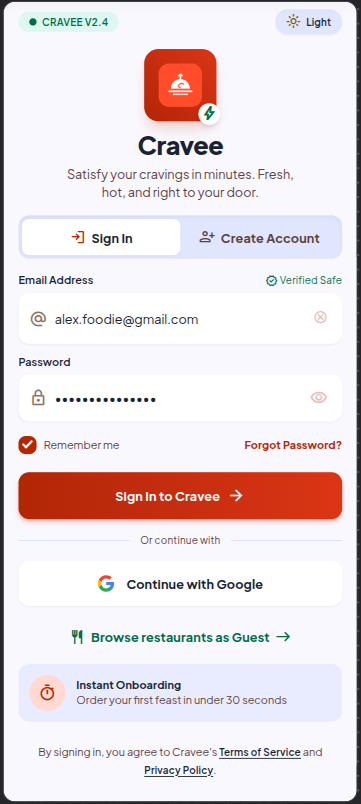 CRAVEE V2.4
Light
Cravee
Satisfy your cravings in minutes. Fresh,
hot, and right to your door.
Sign In
Create Account
Email Address
Verified Safe
alex.foodie@gmail.com
Password
•••••••••••••••
Remember me
Forgot Password?
Sign In to Cravee →
Or continue with
Continue with Google
Browse restaurants as Guest →
Instant Onboarding
Order your first feast in under 30 seconds
By signing in, you agree to Cravee's Terms of Service and
Privacy Policy.